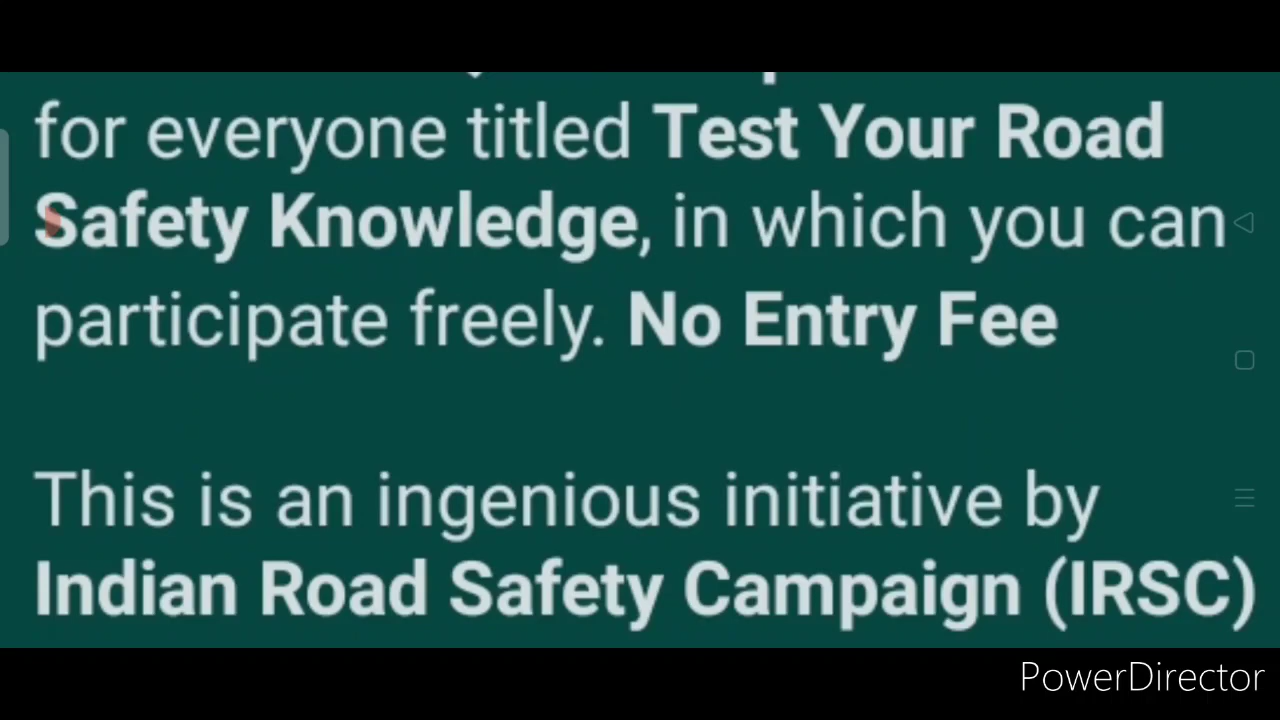 for everyone titled Test Your Road
Safety Knowledge, in which you can
participate freely. No Entry Fee
This is an ingenious initiative by
Indian Road Safety Campaign (IRSC)
PowerDirector